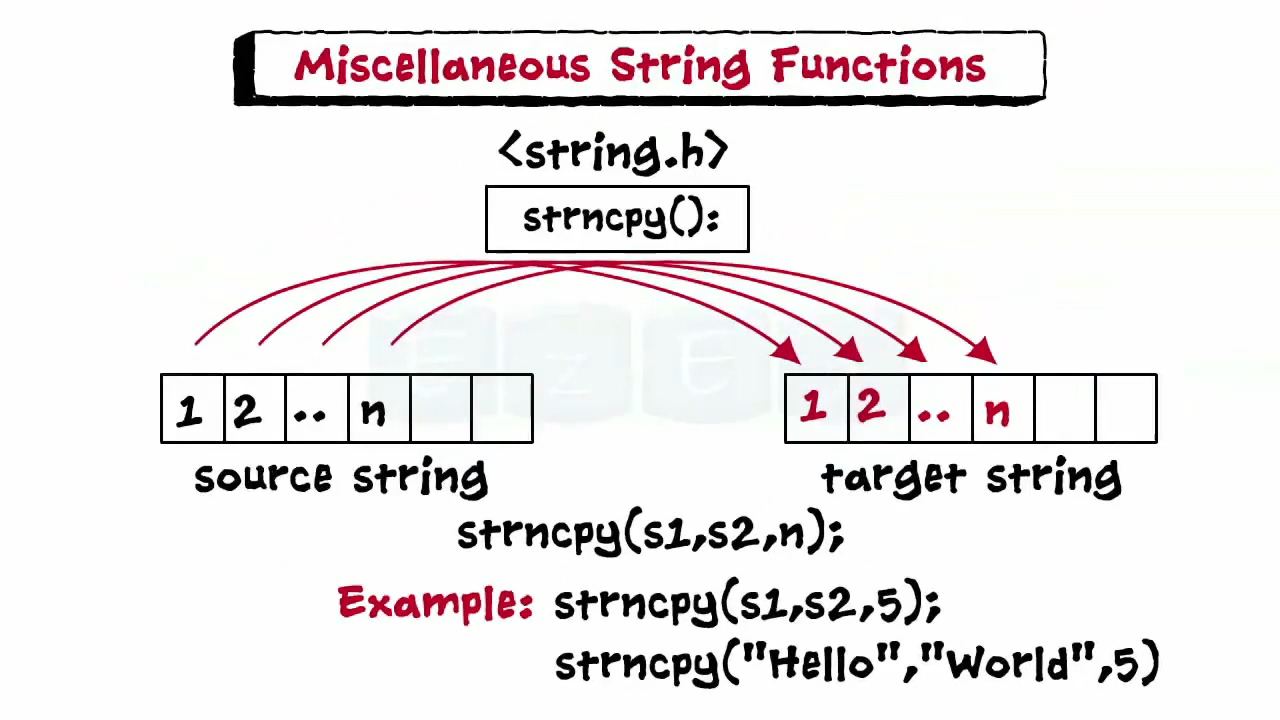 Miscellaneous String Functions
<string.h>
strncpy():
1 2 .. n
1 2 .. n
source string
target string
strncpy(s1,s2,n);
Example: strncpy(s1,s2,5);
strncpy("Hello","World",5)